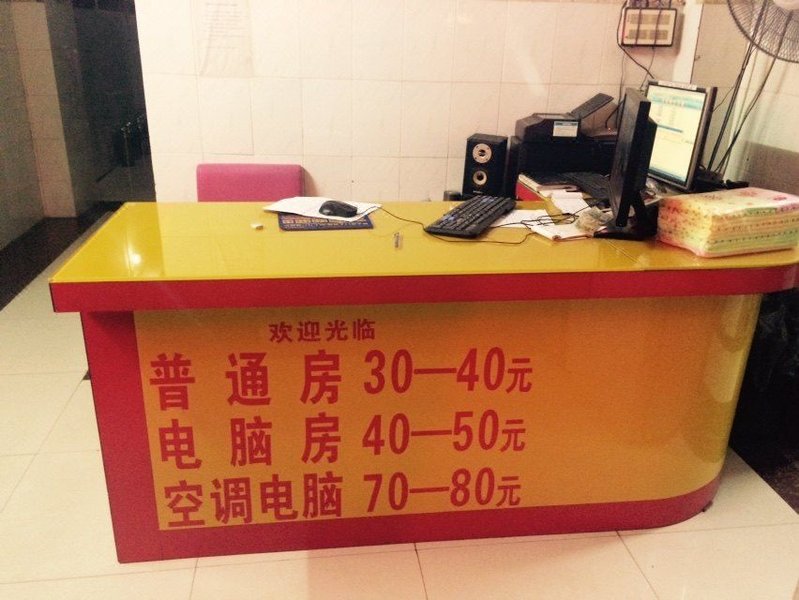 欢迎光临
普通房 30—40元
电脑房 40—50元
空调电脑 70—80元